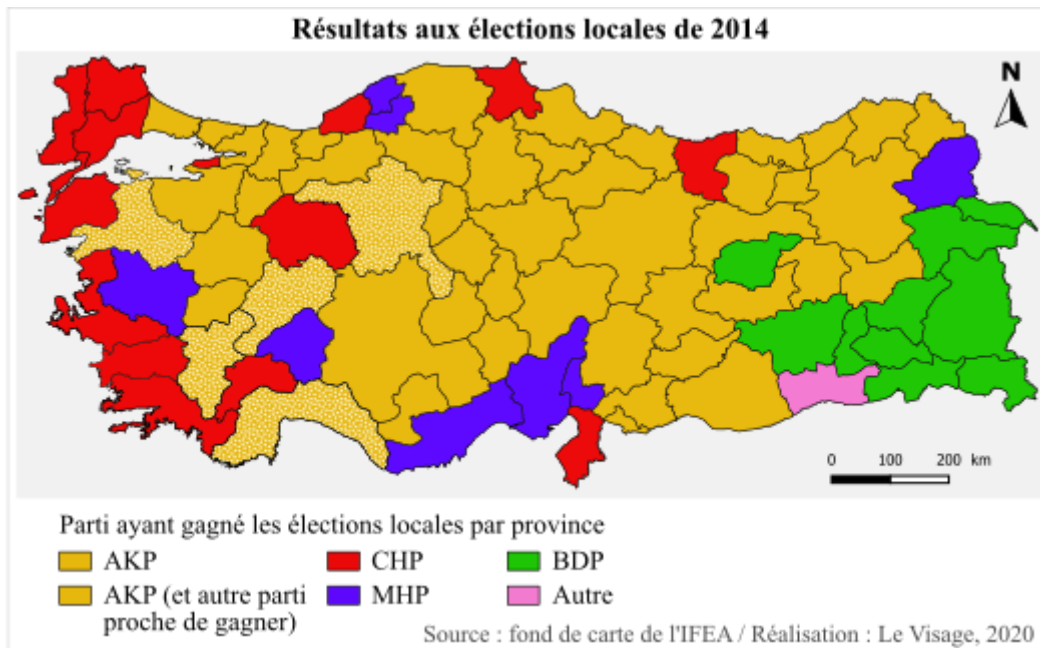 Résultats aux élections locales de 2014
N
0 100 200 km
Parti ayant gagné les élections locales par province
AKP
CHP
BDP
AKP (et autre parti
proche de gagner)
MHP
Autre
Source : fond de carte de l'IFEA / Réalisation : Le Visage, 2020